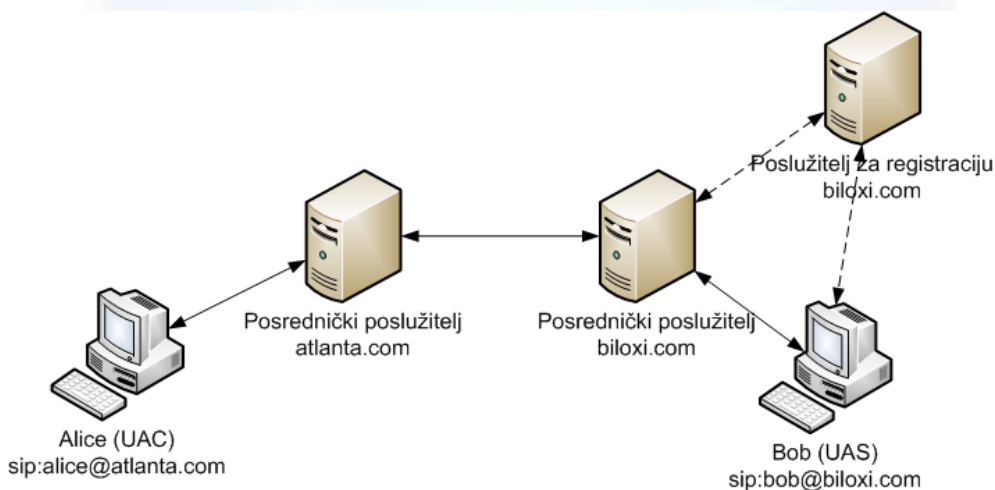 Poslužitelj za registraciju
biloxi.com
Posrednički poslužitelj
atlanta.com
Posrednički poslužitelj
biloxi.com
Alice (UAC)
sip:alice@atlanta.com
Bob (UAS)
sip:bob@biloxi.com